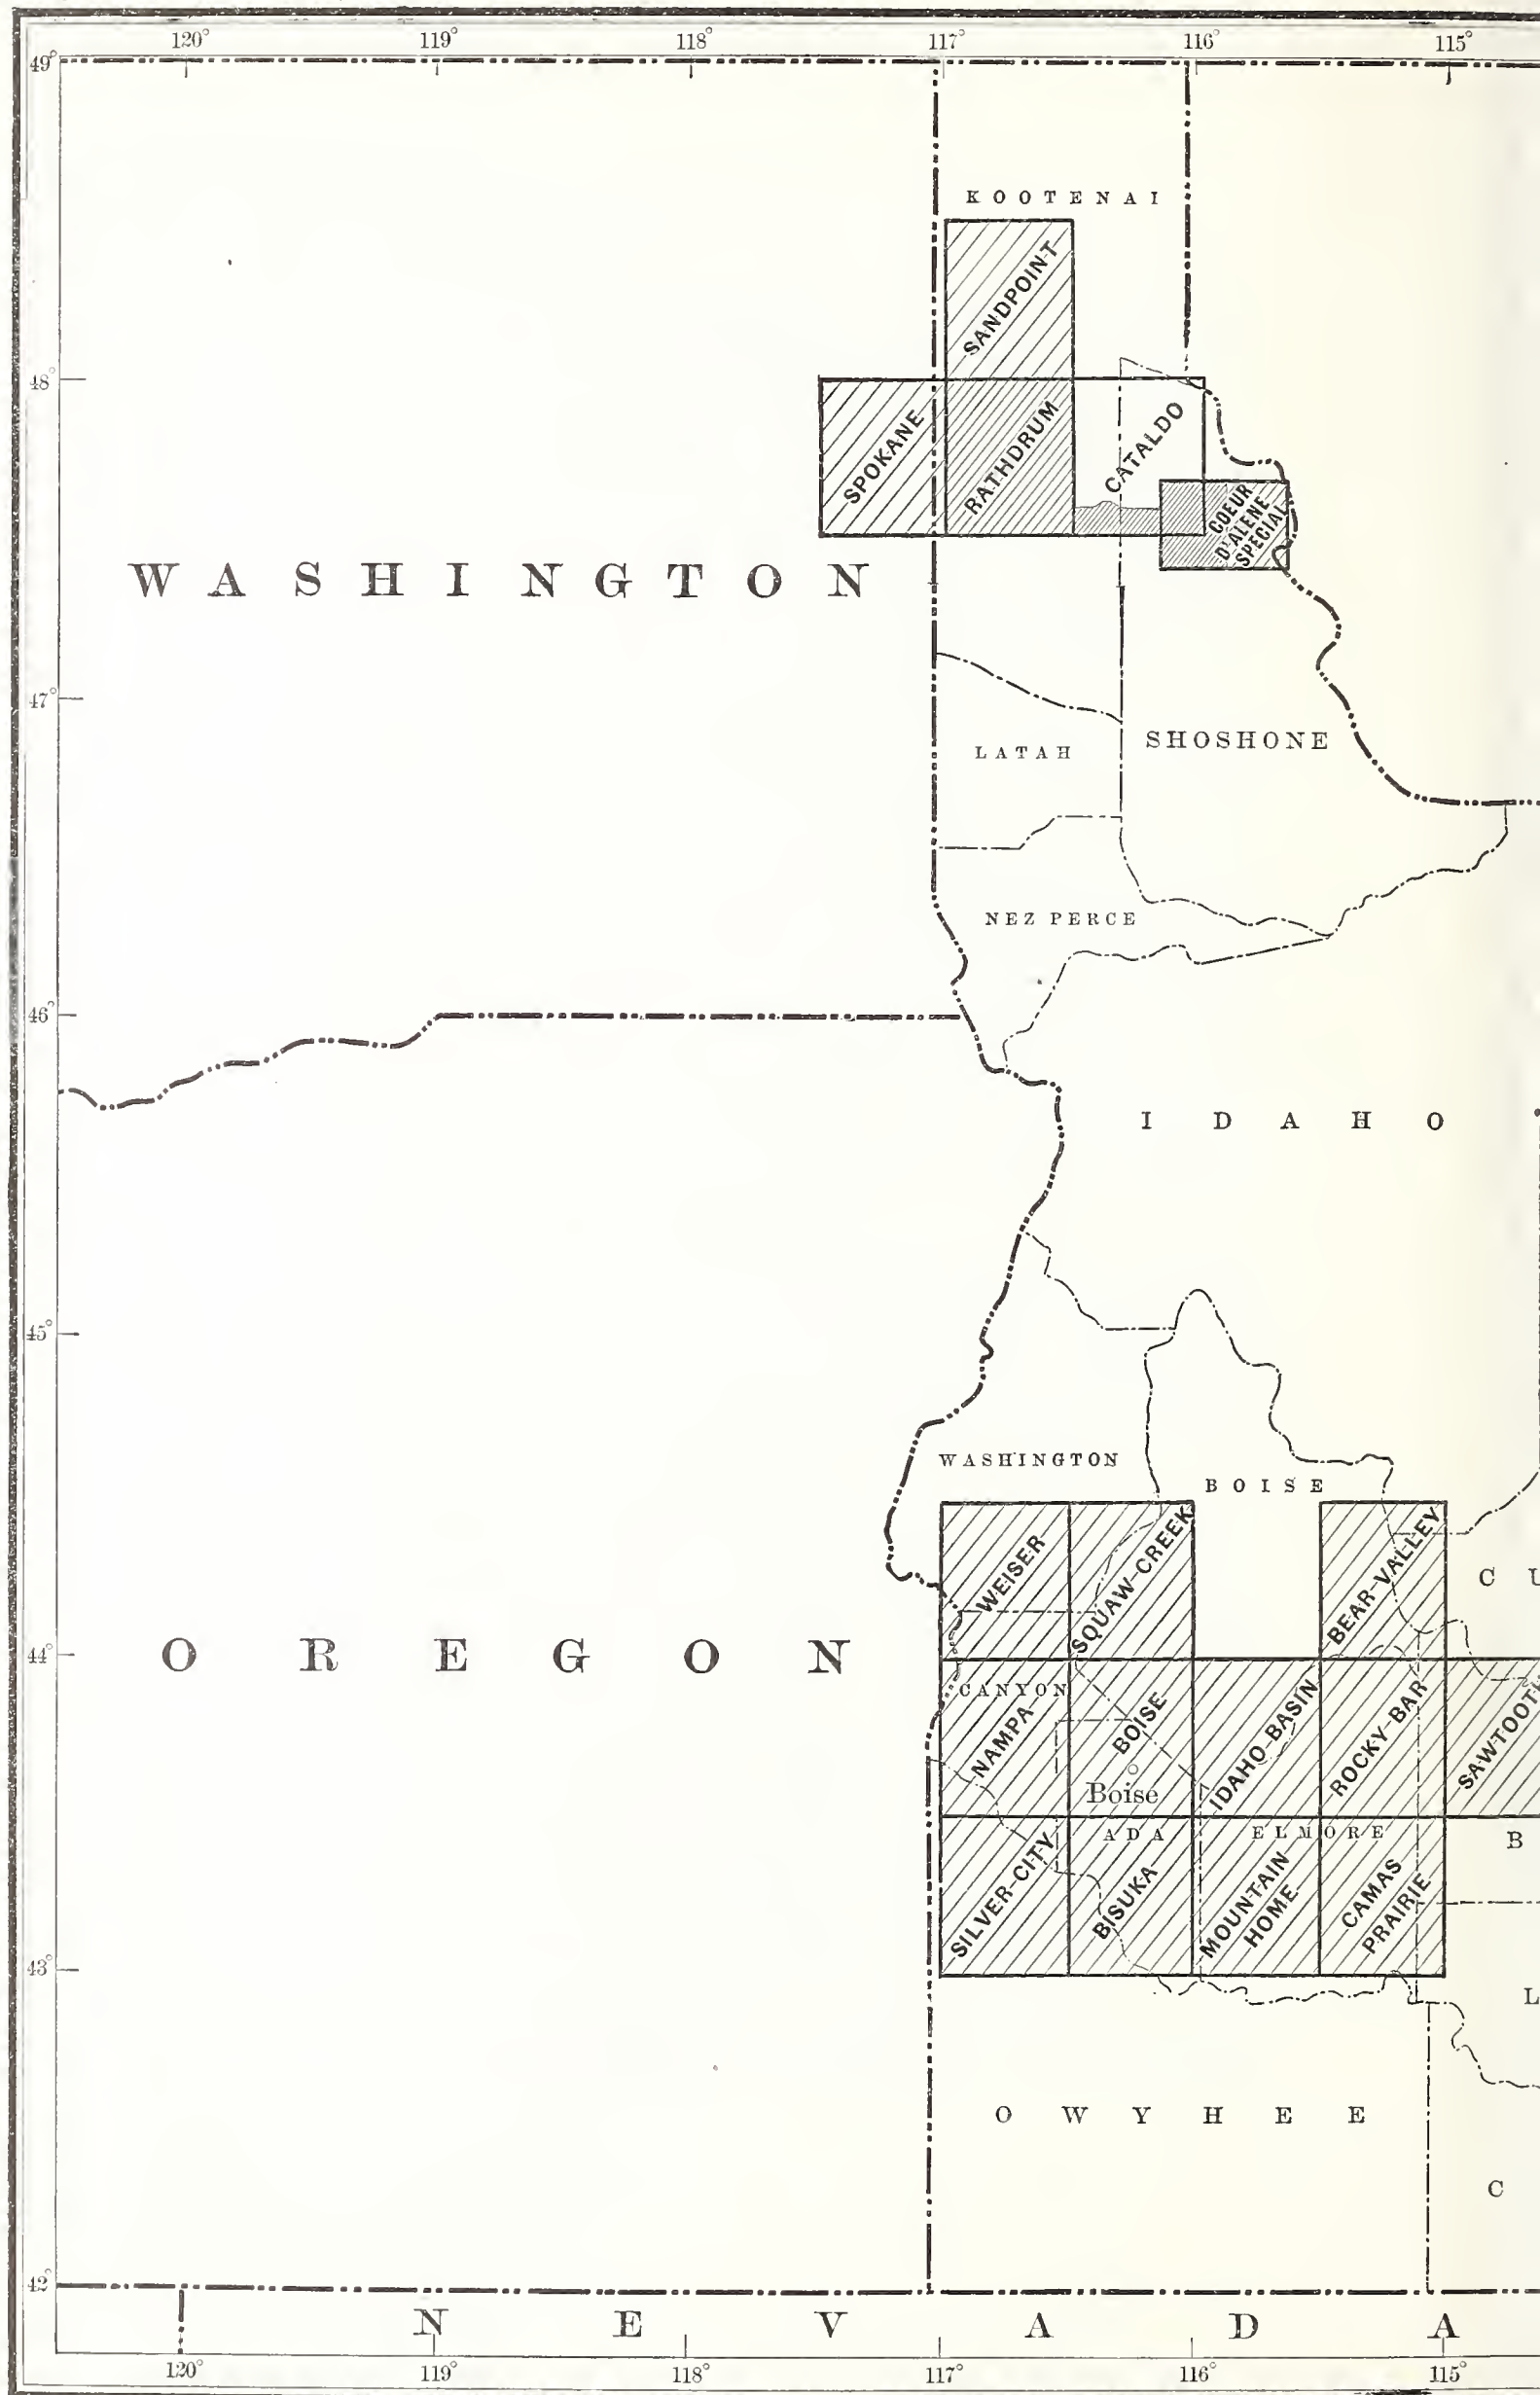 120° 119° 118° 117° 116° 115°
49°
KOOTENAI
SANDPOINT
48°
SPOKANE
RATHDRUM
CATALDO
COEUR
D'ALENE
SPECIAL
WASHINGTON
47°
LATAH
SHOSHONE
NEZ PERCE
46°
IDAHO
45°
WASHINGTON
BOISE
WEISER
SQUAW CREEK
BEAR VALLEY
C U
OREGON
44°
CANYON
NAMPA
BOISE
Boise
IDAHO BASIN
ROCKY BAR
SAWTOOTH
ADA
ELMORE
B
SILVER CITY
BISUKA
MOUNTAIN
HOME
CAMAS
PRAIRIE
43°
L
OWYHEE
C
42°
NEVADA
120° 119° 118° 117° 116° 115°